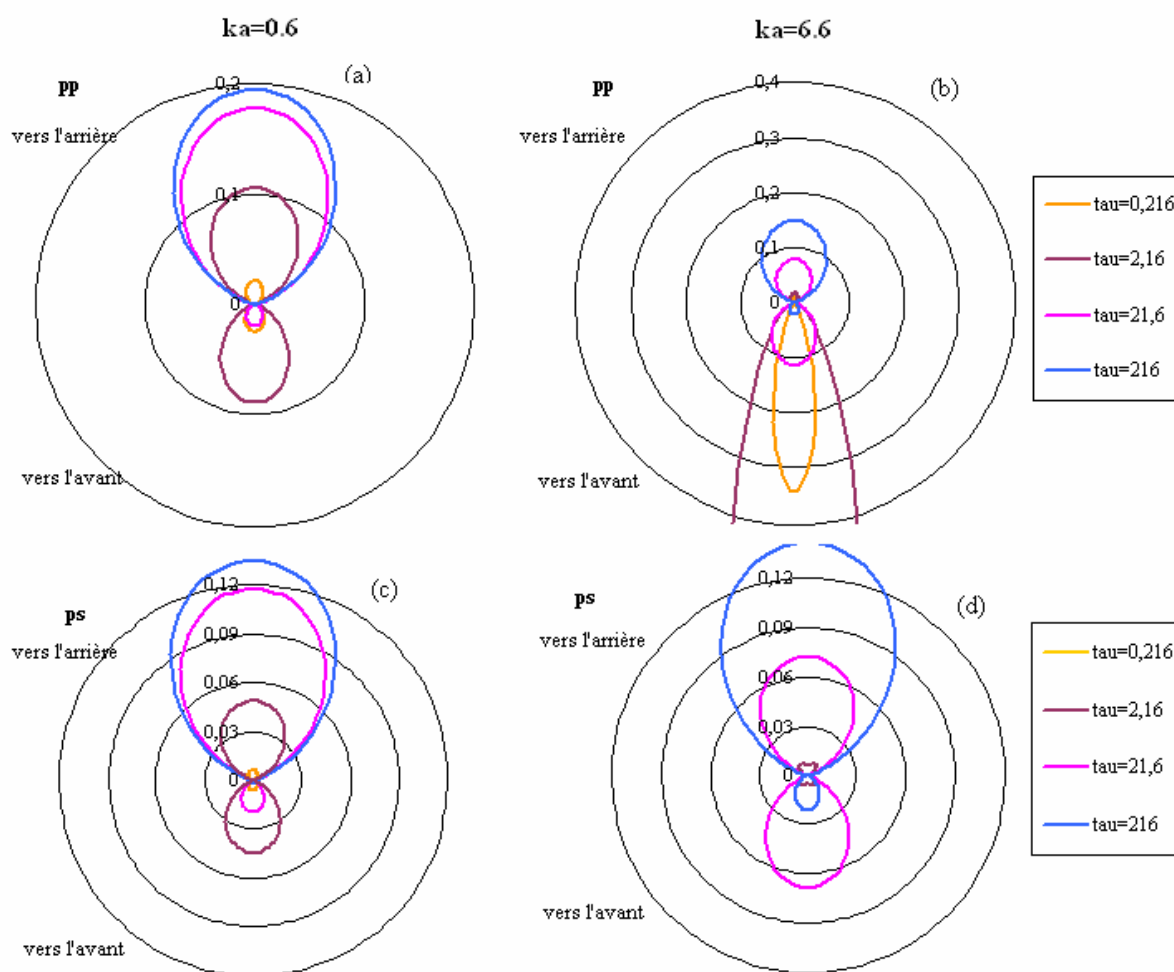 ka=0.6
ka=6.6
pp
vers l'arrière
(a)
0,2
0,1
0
vers l'avant
pp
vers l'arrière
(b)
0,4
0,3
0,2
0,1
0
vers l'avant
tau=0,216
tau=2,16
tau=21,6
tau=216
ps
vers l'arrière
(c)
0,12
0,09
0,06
0,03
0
vers l'avant
ps
vers l'arrière
(d)
0,12
0,09
0,06
0,03
0
vers l'avant
tau=0,216
tau=2,16
tau=21,6
tau=216